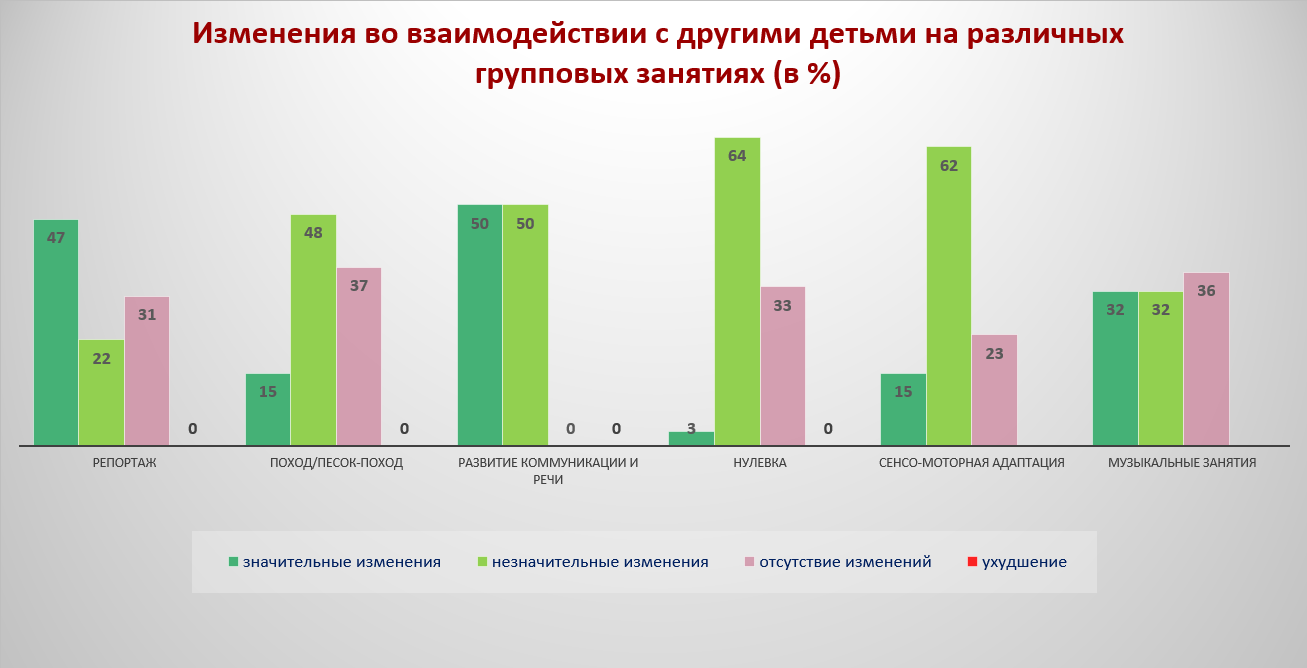 Изменения во взаимодействии с другими детьми на различных
групповых занятиях (в %)
47
22
31
0
15
48
37
0
50
50
0
0
3
64
33
0
15
62
23
32
32
36
РЕПОРТАЖ
ПОХОД/ПЕСОК-ПОХОД
РАЗВИТИЕ КОММУНИКАЦИИ И
РЕЧИ
НУЛЕВКА
СЕНСО-МОТОРНАЯ АДАПТАЦИЯ
МУЗЫКАЛЬНЫЕ ЗАНЯТИЯ
значительные изменения
незначительные изменения
отсутствие изменений
ухудшение